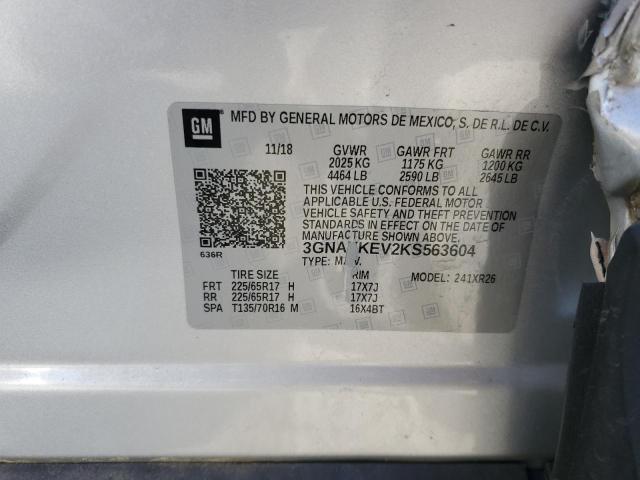 GM
MFD BY GENERAL MOTORS DE MEXICO, S. DE R.L. DE C.V.
11/18 GVWR GAWR FRT GAWR RR
2025 KG 1175 KG 1200 KG
4464 LB 2590 LB 2645 LB
THIS VEHICLE CONFORMS TO ALL
APPLICABLE U.S. FEDERAL MOTOR
VEHICLE SAFETY AND THEFT PREVENTION
STANDARDS IN EFFECT ON THE DATE OF
MANUFACTURE SHOWN ABOVE.
636R
TYPE:
TIRE SIZE RIM MODEL: 241XR26
FRT 225/65R17 H 17X7J
RR 225/65R17 H 17X7J
SPA T135/70R16 M 16X4BT